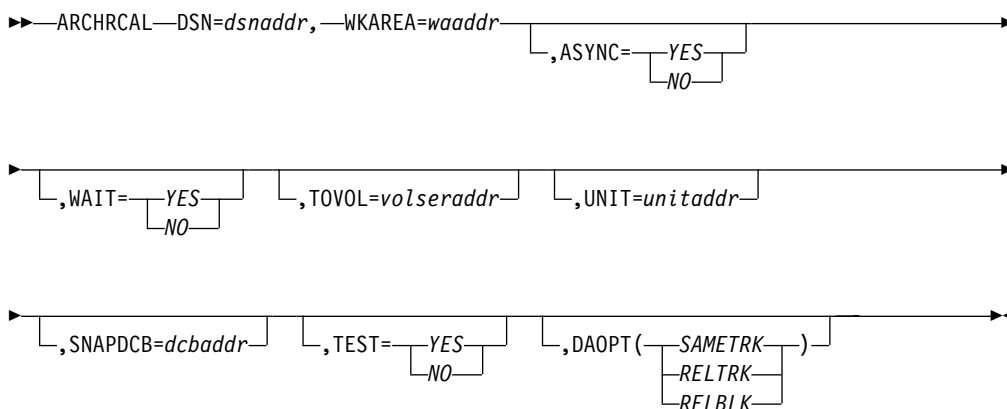 ARCHRCAL DSN=dsnaddr, WKAREA=waaddr
,ASYNC= YES
NO
,WAIT= YES
NO
,TOVOL=volseraddr
,UNIT=unitaddr
,SNAPDCB=dcbaddr
,TEST= YES
NO
,DAOPT( SAMETRK )
RELTRK
RELBLK